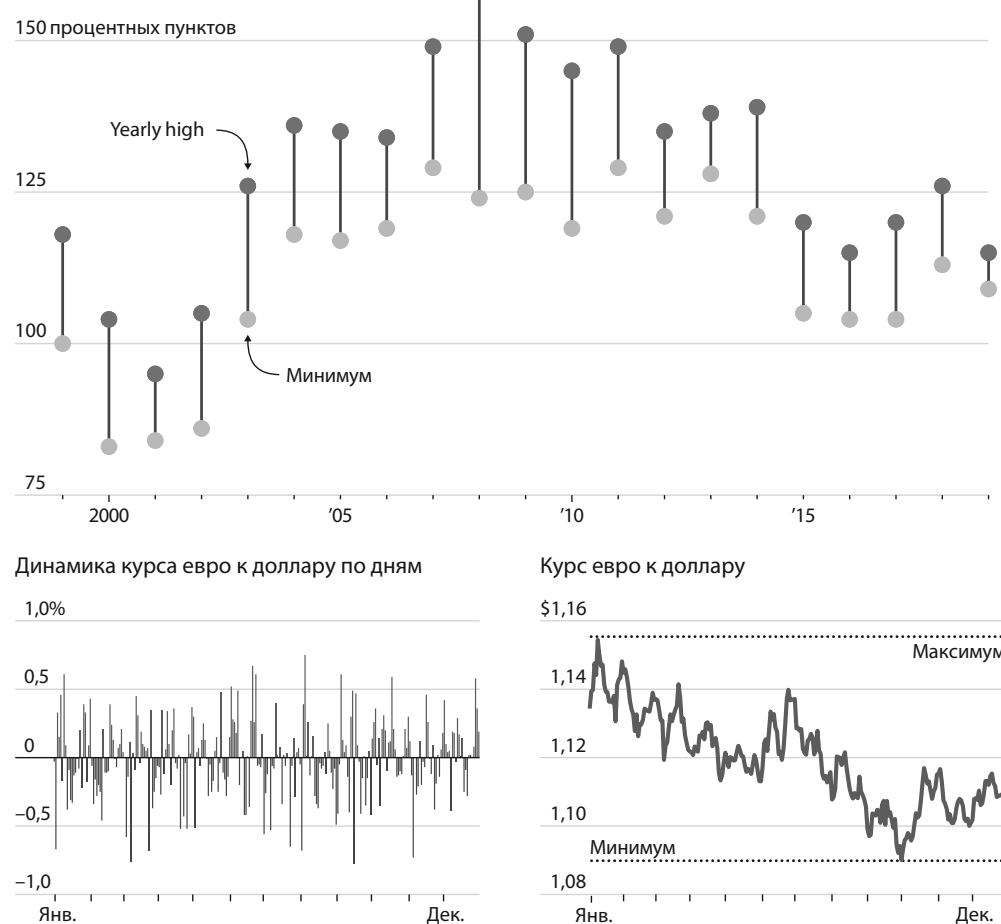 150 процентных пунктов
Yearly high
125
100
Минимум
75
2000 ’05 ’10 ’15
Динамика курса евро к доллару по дням
1,0%
0,5
0
–0,5
–1,0
Янв. Дек.
Курс евро к доллару
$1,16
Максимум
1,14
1,12
1,10
Минимум
1,08
Янв. Дек.